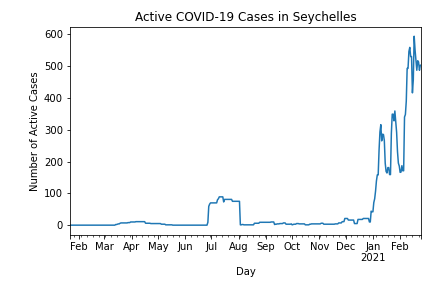 Active COVID-19 Cases in Seychelles
Number of Active Cases
600
500
400
300
200
100
0
Feb Mar Apr May Jun Jul Aug Sep Oct Nov Dec Jan Feb
2021
Day